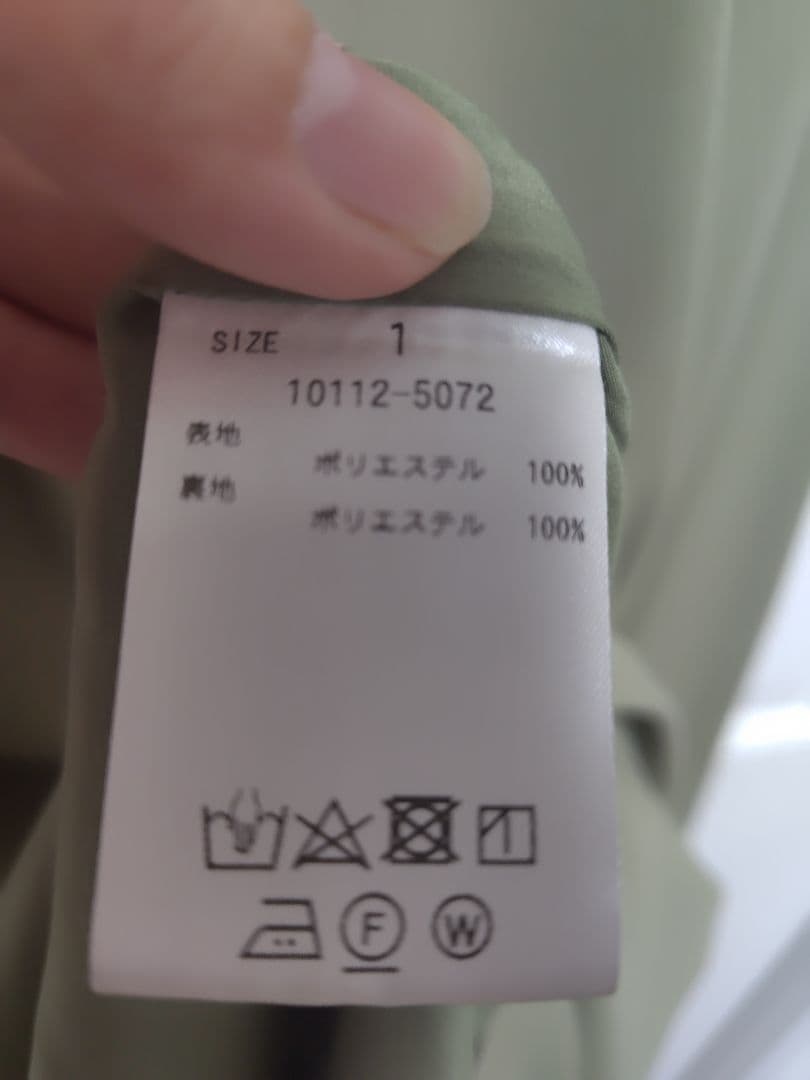 SIZE 1
10112-5072
表地
ポリエステル 100%
裏地
ポリエステル 100%
F W